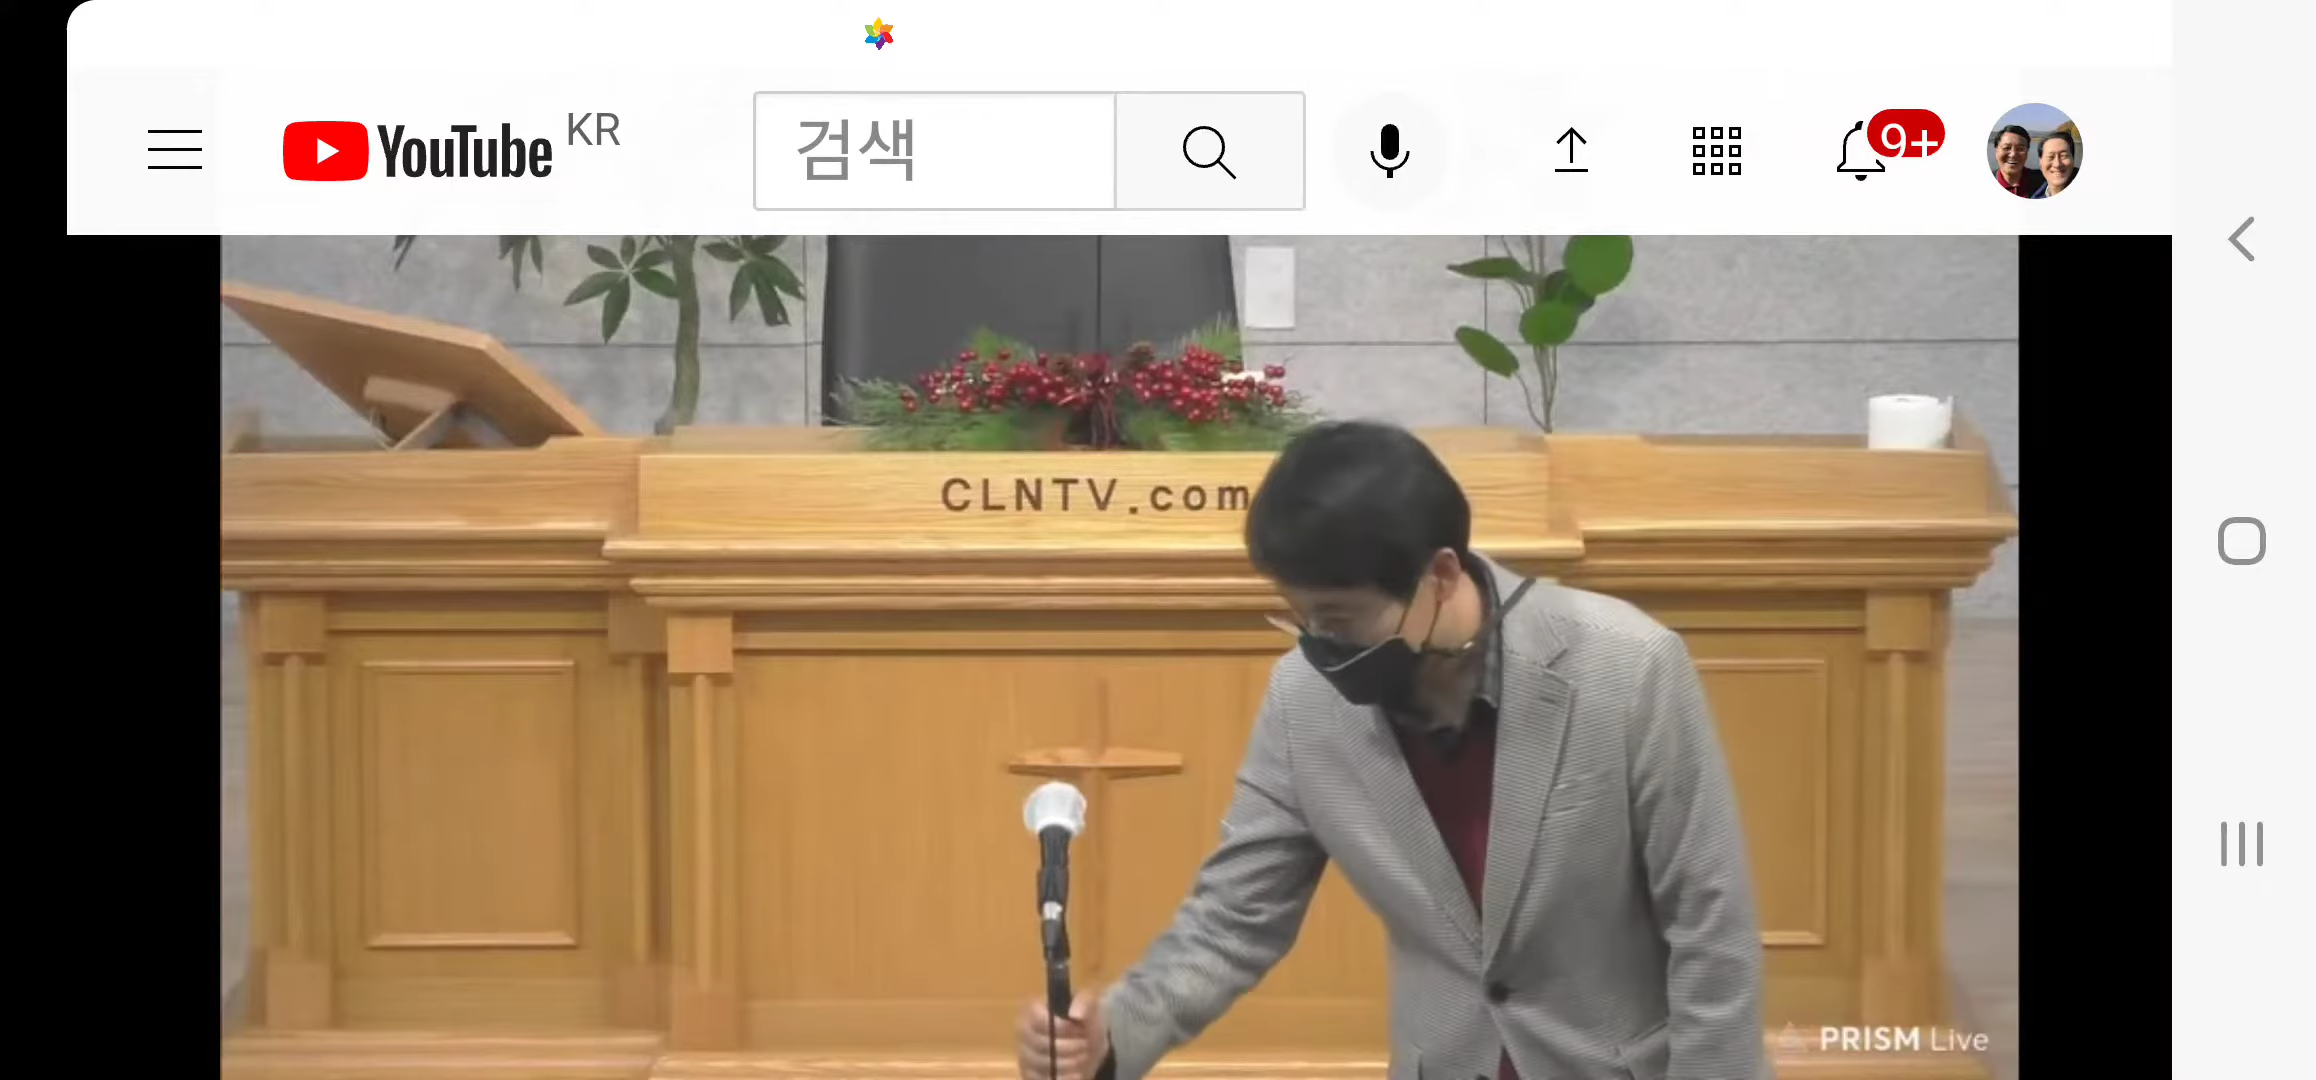 YouTube KR
검색
9+
CLNTV.com
PRISM Live